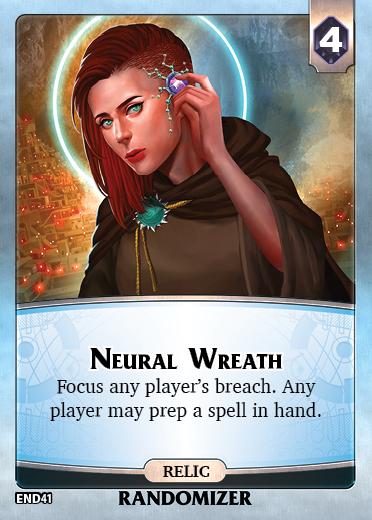 4
Neural Wreath
Focus any player's breach. Any
player may prep a spell in hand.
RELIC
END41
RANDOMIZER